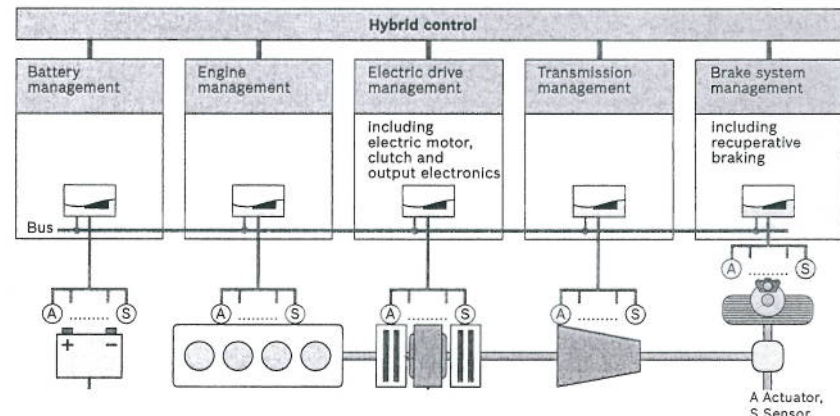 Hybrid control
Battery
management
Engine
management
Electric drive
management
including
electric motor,
clutch and
output electronics
Transmission
management
Brake system
management
including
recuperative
braking
Bus
A ........ S
A ........ S
A ........ S
A ........ S
A ........ S
+ −
A Actuator,
S Sensor